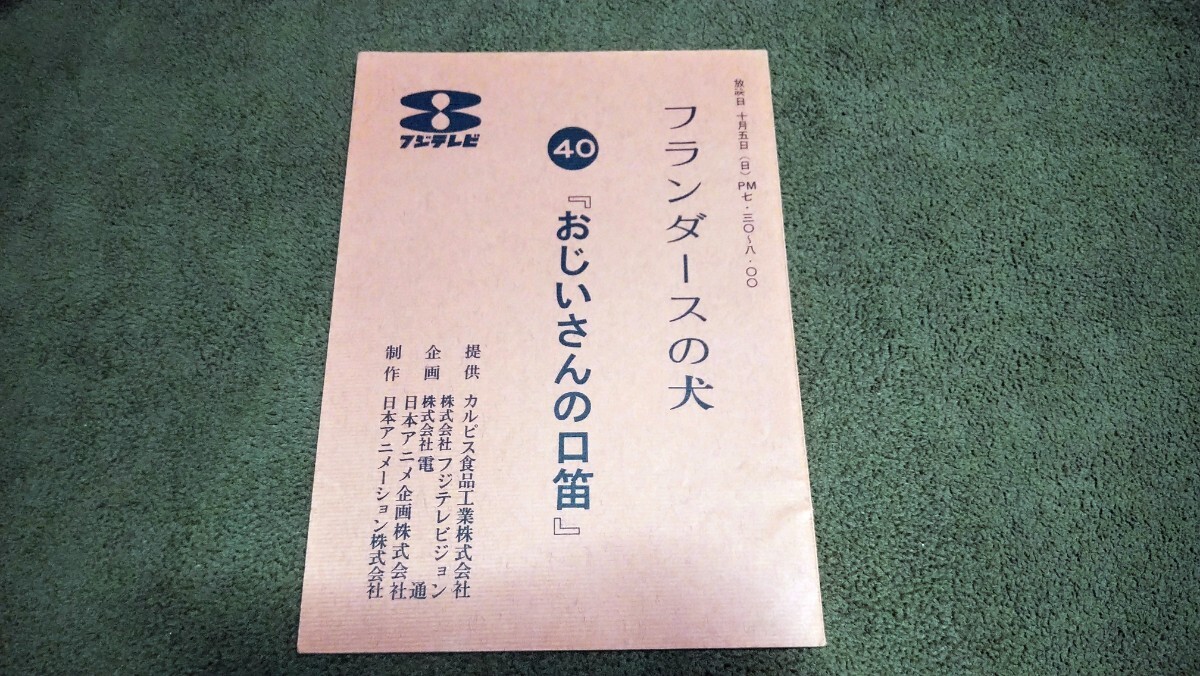 放送日 十月五日(日)PM七・三〇~八・〇〇
フランダースの犬
40 『おじいさんの口笛』
フジテレビ
提供 カルピス食品工業株式会社
企画 株式会社フジテレビジョン
株式会社電通
日本アニメ企画株式会社
制作 日本アニメーション株式会社